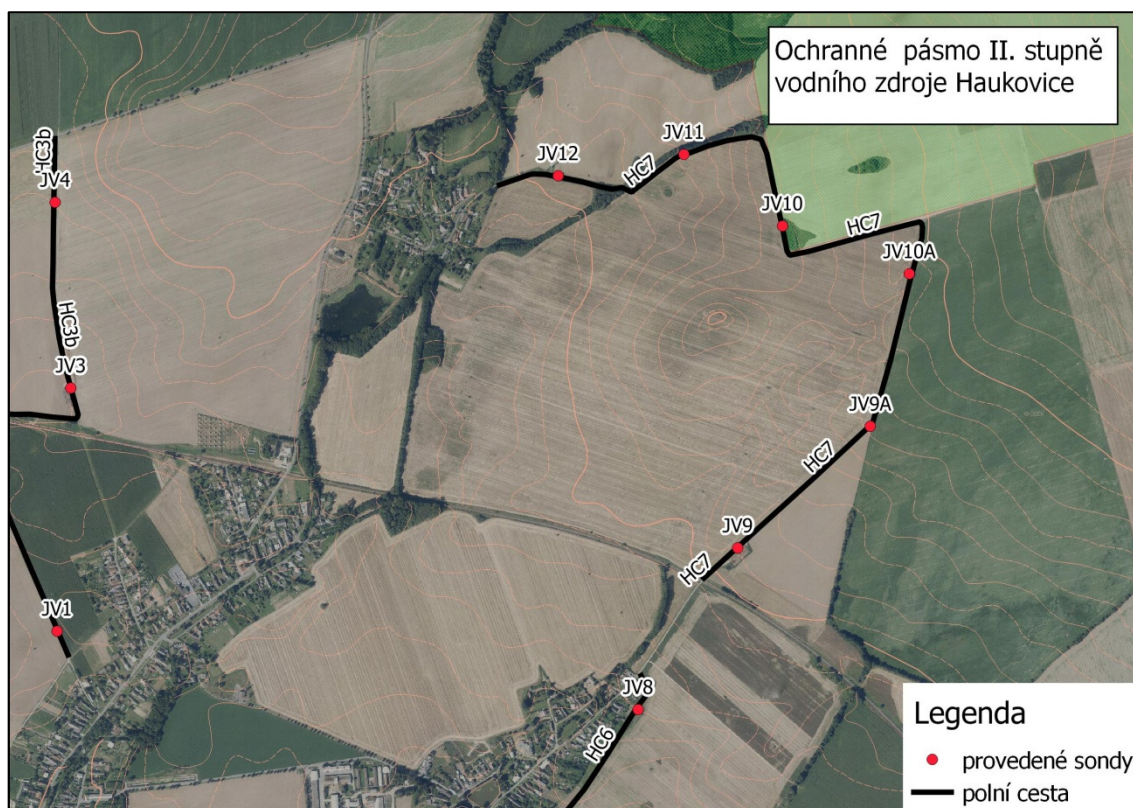 Ochranné pásmo II. stupně
vodního zdroje Haukovice
HC3b
JV4
HC3b
JV3
JV1
JV12
HC7
JV11
JV10
HC7
JV10A
JV9A
HC7
JV9
HC7
JV8
HC6
Legenda
provedené sondy
polní cesta